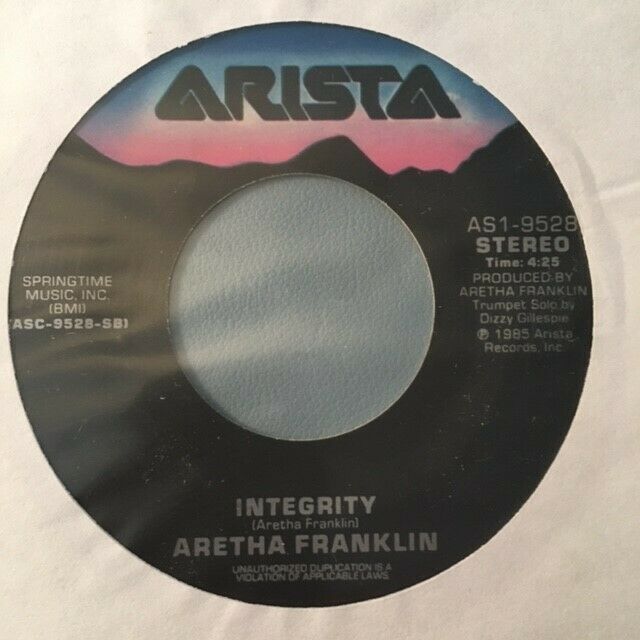 ARISTA
AS1-9528
STEREO
Time: 4:25
PRODUCED BY
ARETHA FRANKLIN
Trumpet Solo by
Dizzy Gillespie
℗ 1985 Arista
Records, Inc.
SPRINGTIME
MUSIC, INC.
(BMI)
(ASC-9528-SB)
INTEGRITY
(Aretha Franklin)
ARETHA FRANKLIN
UNAUTHORIZED DUPLICATION IS A
VIOLATION OF APPLICABLE LAWS